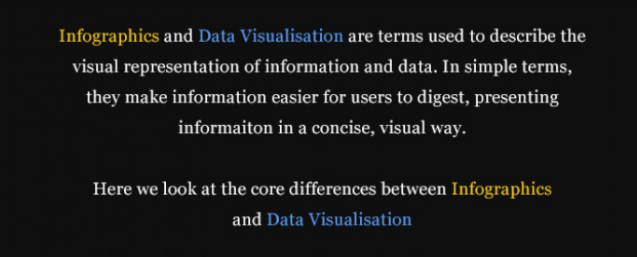 Infographics and Data Visualisation are terms used to describe the
visual representation of information and data. In simple terms,
they make information easier for users to digest, presenting
informaiton in a concise, visual way.
Here we look at the core differences between Infographics
and Data Visualisation